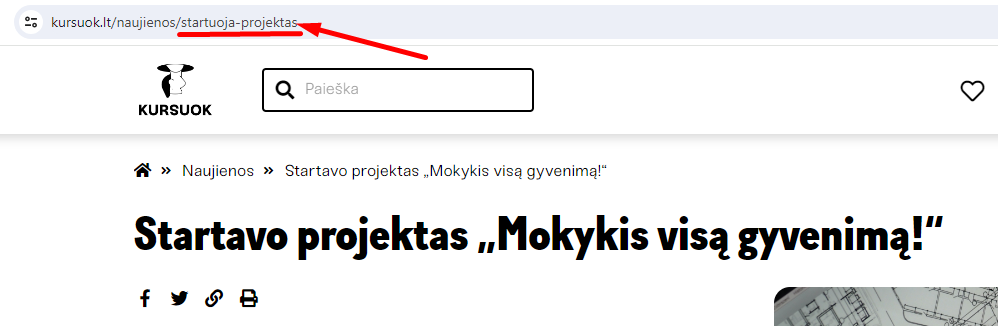 kursuok.lt/naujienos/startuoja-projektas
KURSUOK
Paieška
Naujienos » Startavo projektas „Mokykis visą gyvenimą!“
Startavo projektas „Mokykis visą gyvenimą!“